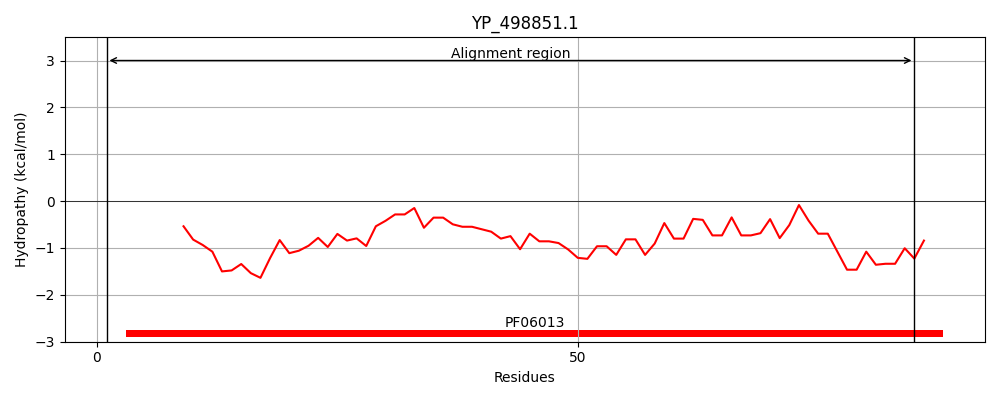 YP_498851.1
Alignment region
3
2
1
0
−1
−2
−3
Hydropathy (kcal/mol)
PF06013
0
50
Residues